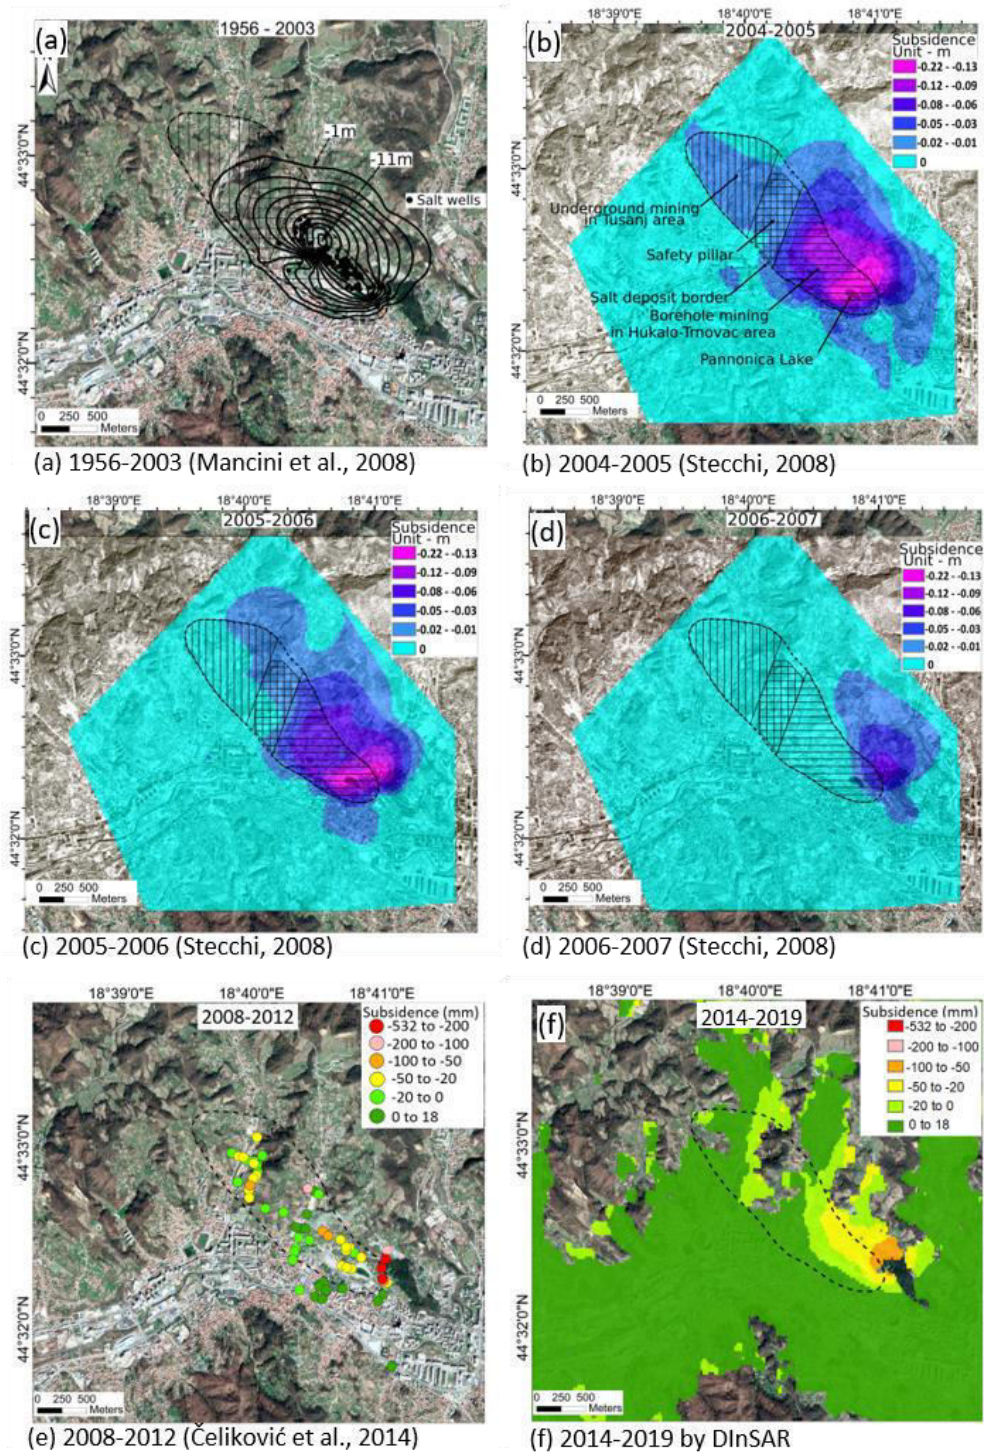 (a)
1956 - 2003
-1m
-11m
Salt wells
44°33'0"N
44°32'0"N
0 250 500
Meters
(a) 1956-2003 (Mancini et al., 2008)
18°39'0"E 18°40'0"E 18°41'0"E
(b)
2004-2005
Subsidence
Unit - m
-0.22 - -0.13
-0.12 - -0.09
-0.08 - -0.06
-0.05 - -0.03
-0.02 - -0.01
0
44°33'0"N
44°32'0"N
Underground mining
in Tusanj area
Safety pillar
Salt deposit border
Borehole mining
in Hukalo-Trnovac area
Pannonica Lake
0 250 500
Meters
(b) 2004-2005 (Stecchi, 2008)
18°39'0"E 18°40'0"E 18°41'0"E
(c)
2005-2006
Subsidence
Unit - m
-0.22 - -0.13
-0.12 - -0.09
-0.08 - -0.06
-0.05 - -0.03
-0.02 - -0.01
0
44°33'0"N
44°32'0"N
0 250 500
Meters
(c) 2005-2006 (Stecchi, 2008)
18°39'0"E 18°40'0"E 18°41'0"E
(d)
2006-2007
Subsidence
Unit - m
-0.22 - -0.13
-0.12 - -0.09
-0.08 - -0.06
-0.05 - -0.03
-0.02 - -0.01
0
44°33'0"N
44°32'0"N
0 250 500
Meters
(d) 2006-2007 (Stecchi, 2008)
18°39'0"E 18°40'0"E 18°41'0"E
(e)
2008-2012
Subsidence (mm)
-532 to -200
-200 to -100
-100 to -50
-50 to -20
-20 to 0
0 to 18
44°33'0"N
44°32'0"N
0 250 500
Meters
(e) 2008-2012 (Čeliković et al., 2014)
18°39'0"E 18°40'0"E 18°41'0"E
(f)
2014-2019
Subsidence (mm)
-532 to -200
-200 to -100
-100 to -50
-50 to -20
-20 to 0
0 to 18
44°33'0"N
44°32'0"N
0 250 500
Meters
(f) 2014-2019 by DInSAR